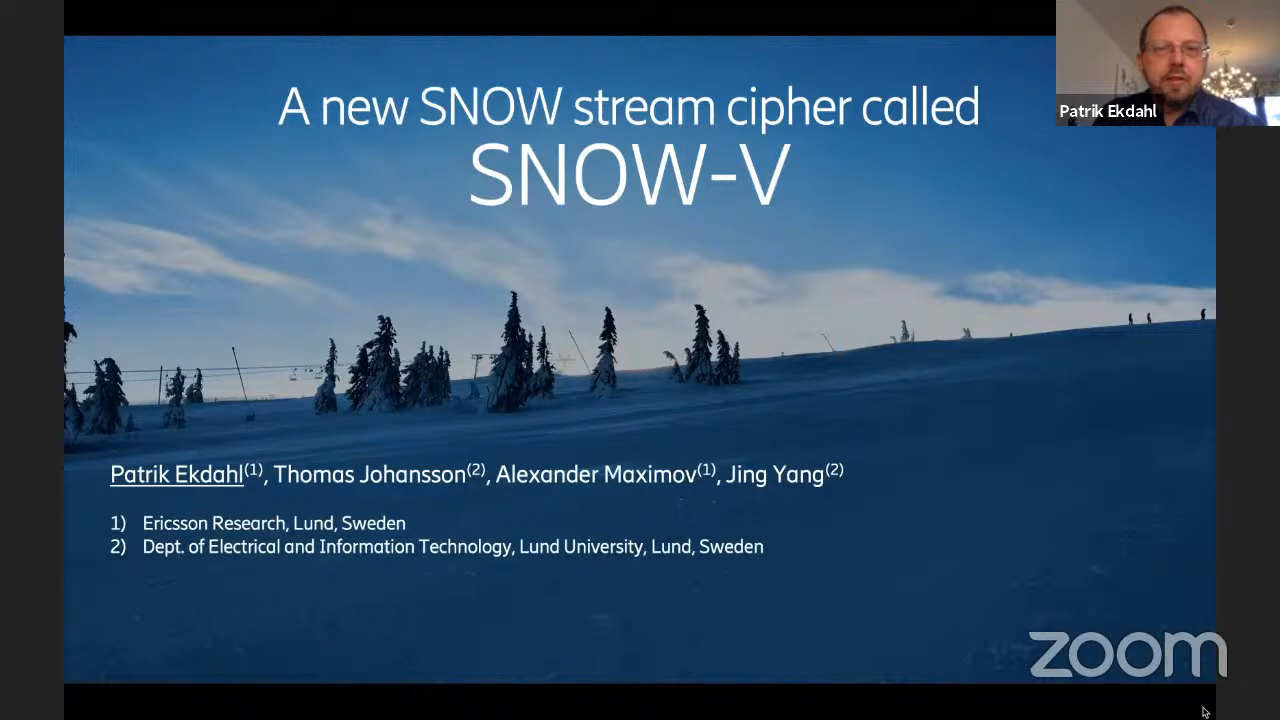 A new SNOW stream cipher called
SNOW-V
Patrik Ekdahl
Patrik Ekdahl(1), Thomas Johansson(2), Alexander Maximov(1), Jing Yang(2)
1) Ericsson Research, Lund, Sweden
2) Dept. of Electrical and Information Technology, Lund University, Lund, Sweden
zoom